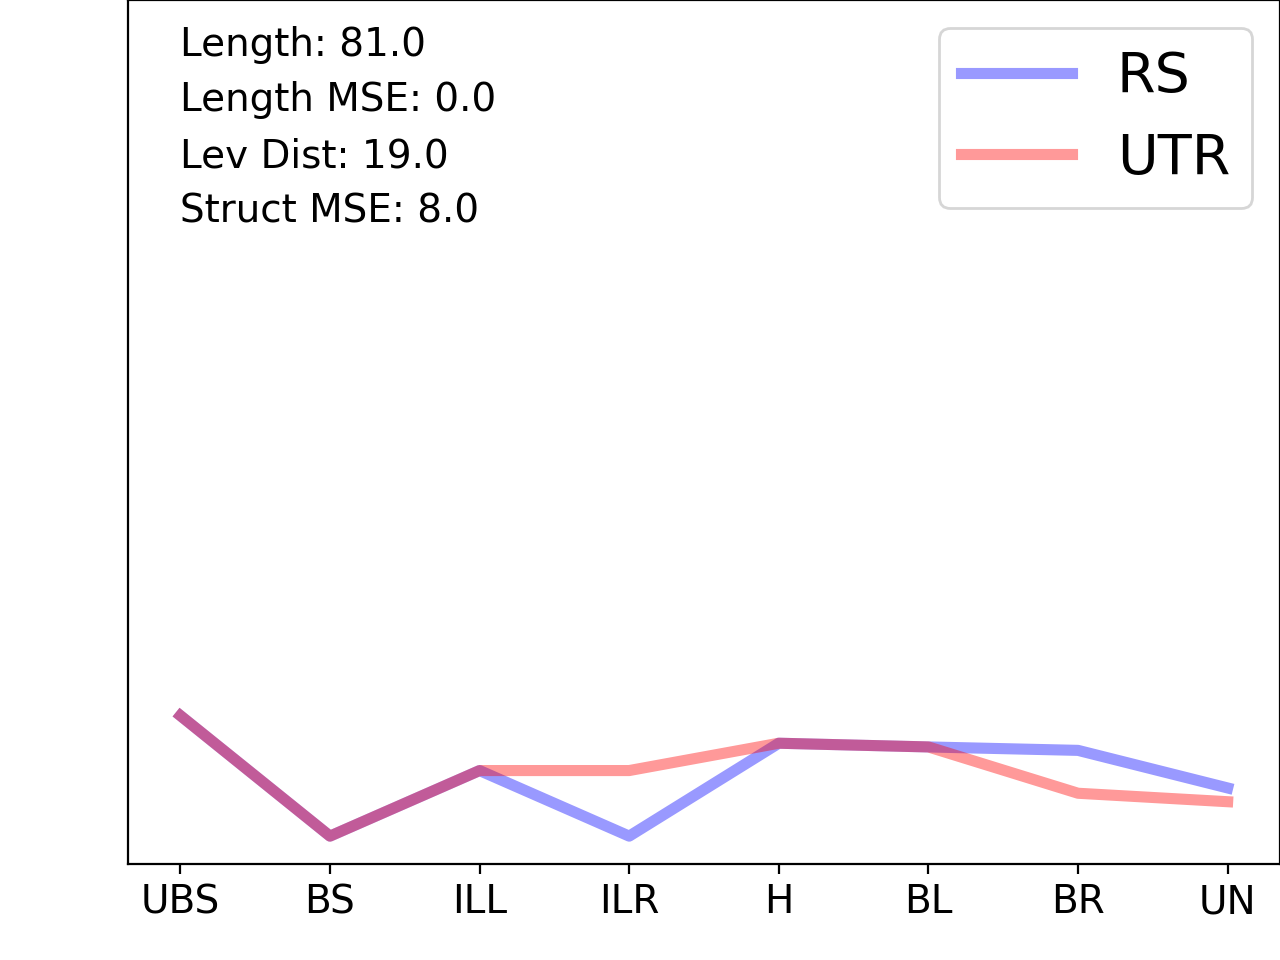 Length: 81.0
Length MSE: 0.0
Lev Dist: 19.0
Struct MSE: 8.0
RS
UTR
UBS BS ILL ILR H BL BR UN